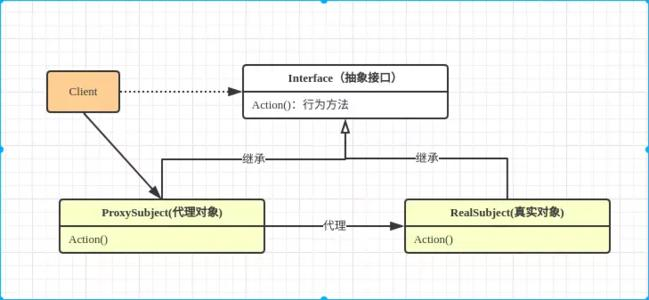 Interface（抽象接口）
Client
Action()：行为方法
继承
继承
ProxySubject(代理对象)
RealSubject(真实对象)
代理
Action()
Action()